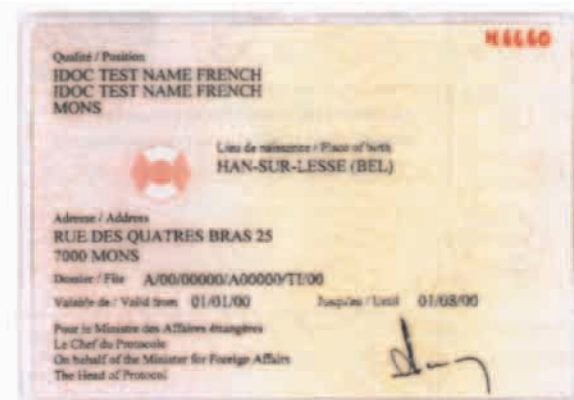 H6660
Qualité / Position
IDOC TEST NAME FRENCH
IDOC TEST NAME FRENCH
MONS
Lieu de naissance / Place of birth
HAN-SUR-LESSE (BEL)
Adresse / Address
RUE DES QUATRES BRAS 25
7000 MONS
Dossier / File A/00/00000/A00000/TI/00
Valable de / Valid from 01/01/00 Jusqu'au / Until 01/08/00
Pour le Ministre des Affaires étrangères
Le Chef du Protocole
On behalf of the Minister for Foreign Affairs
The Head of Protocol